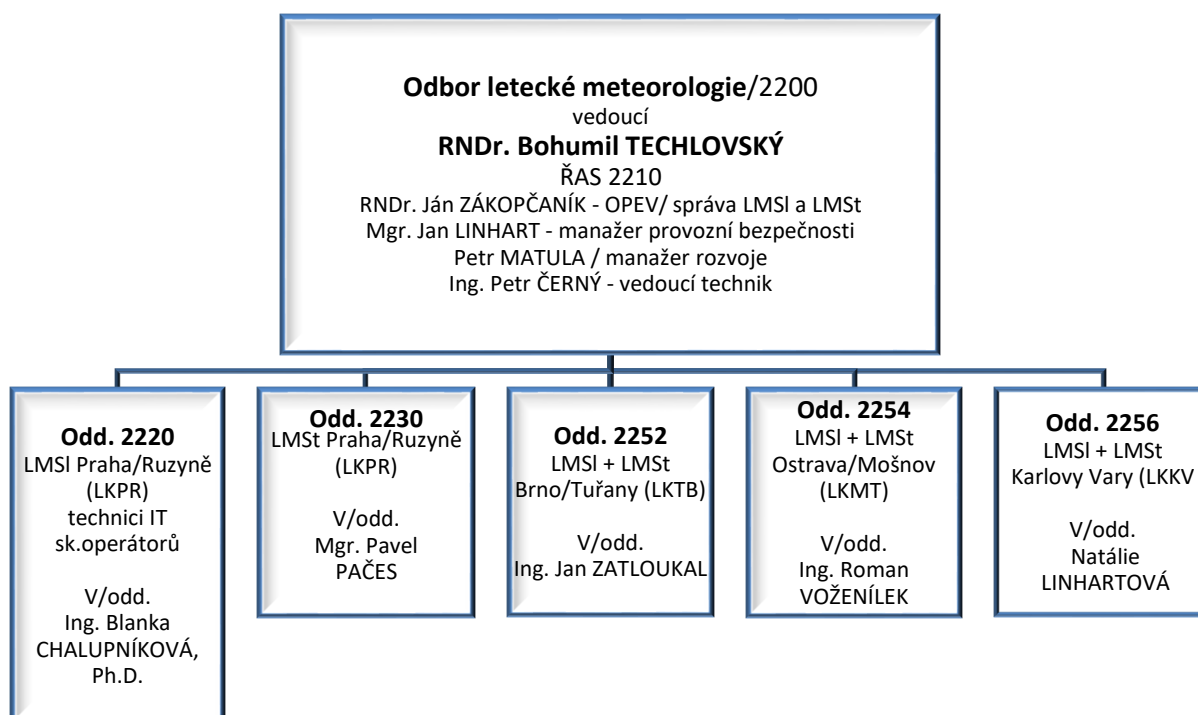 Odbor letecké meteorologie/2200
vedoucí
RNDr. Bohumil TECHLOVSKÝ
ŘAS 2210
RNDr. Ján ZÁKOPČANÍK - OPEV/ správa LMSl a LMSt
Mgr. Jan LINHART - manažer provozní bezpečnosti
Petr MATULA / manažer rozvoje
Ing. Petr ČERNÝ - vedoucí technik
Odd. 2220
LMSl Praha/Ruzyně
(LKPR)
technici IT
sk.operátorů
V/odd.
Ing. Blanka
CHALUPNÍKOVÁ,
Ph.D.
Odd. 2230
LMSt Praha/Ruzyně
(LKPR)
V/odd.
Mgr. Pavel
PAČES
Odd. 2252
LMSl + LMSt
Brno/Tuřany (LKTB)
V/odd.
Ing. Jan ZATLOUKAL
Odd. 2254
LMSl + LMSt
Ostrava/Mošnov
(LKMT)
V/odd.
Ing. Roman
VOŽENÍLEK
Odd. 2256
LMSl + LMSt
Karlovy Vary (LKKV
V/odd.
Natálie
LINHARTOVÁ